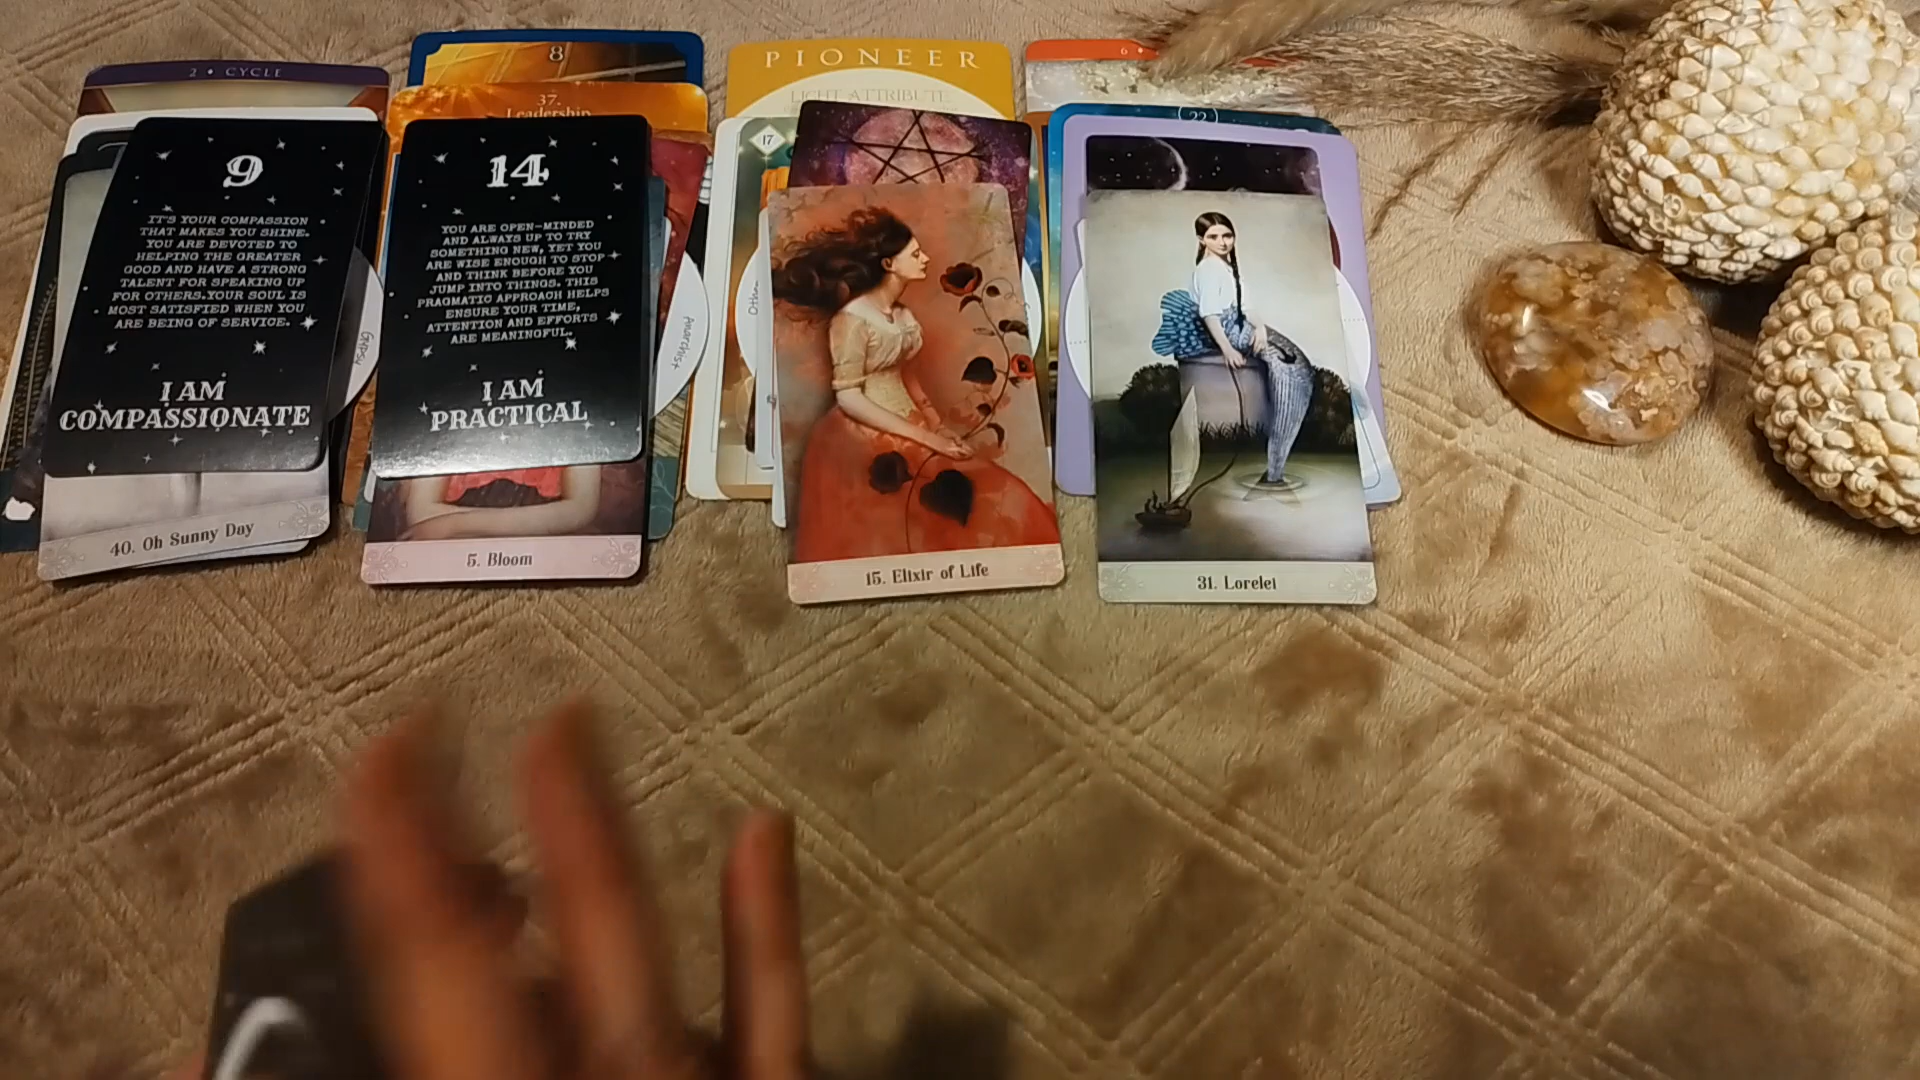 2 • CYCLE
9
IT'S YOUR COMPASSION
THAT MAKES YOU SHINE.
YOU ARE DEVOTED TO
HELPING THE GREATER
GOOD AND HAVE A STRONG
TALENT FOR SPEAKING UP
FOR OTHERS.YOUR SOUL IS
MOST SATISFIED WHEN YOU
ARE BEING OF SERVICE.
I AM
COMPASSIONATE
Gypsy
40. Oh Sunny Day
8
37.
Leadership
14
YOU ARE OPEN-MINDED
AND ALWAYS UP TO TRY
SOMETHING NEW, YET YOU
ARE WISE ENOUGH TO STOP
AND THINK BEFORE YOU
JUMP INTO THINGS. THIS
PRAGMATIC APPROACH HELPS
ENSURE YOUR TIME,
ATTENTION AND EFFORTS
ARE MEANINGFUL.
I AM
PRACTICAL
Anarchist
5. Bloom
PIONEER
LIGHT ATTRIBUTE
17
15. Elixir of Life
6 •
22
31. Lorelei